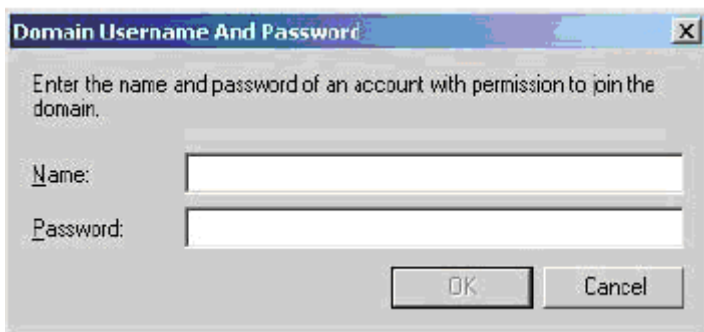 Domain Username And Password
Enter the name and password of an account with permission to join the
domain.
Name:
Password:
OK
Cancel